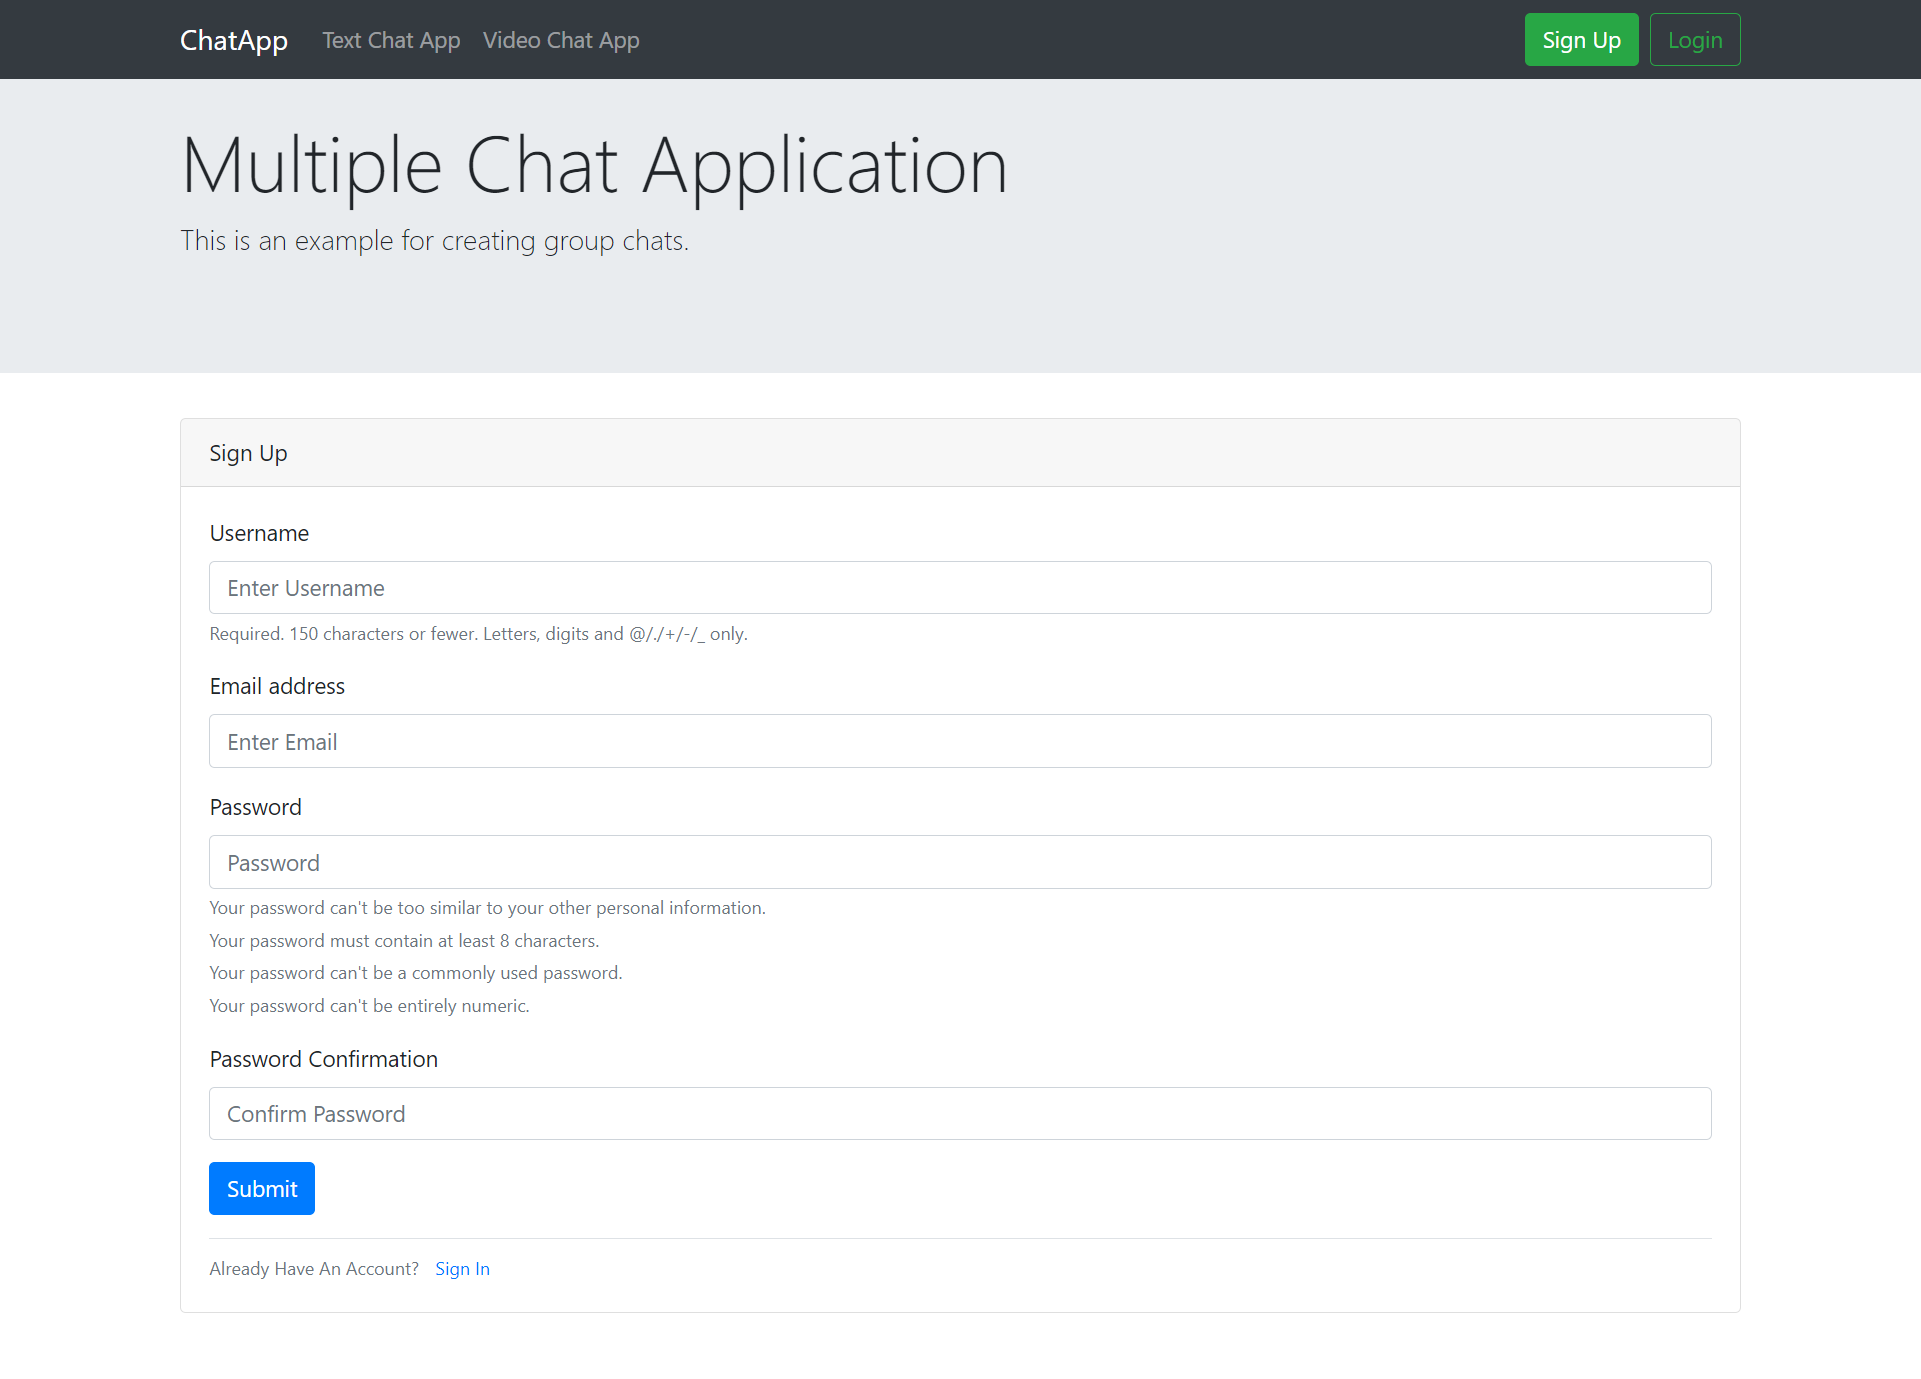 ChatApp Text Chat App Video Chat App Sign Up Login
Multiple Chat Application
This is an example for creating group chats.
Sign Up
Username
Enter Username
Required. 150 characters or fewer. Letters, digits and @/./+/-/_ only.
Email address
Enter Email
Password
Password
Your password can't be too similar to your other personal information.
Your password must contain at least 8 characters.
Your password can't be a commonly used password.
Your password can't be entirely numeric.
Password Confirmation
Confirm Password
Submit
Already Have An Account? Sign In